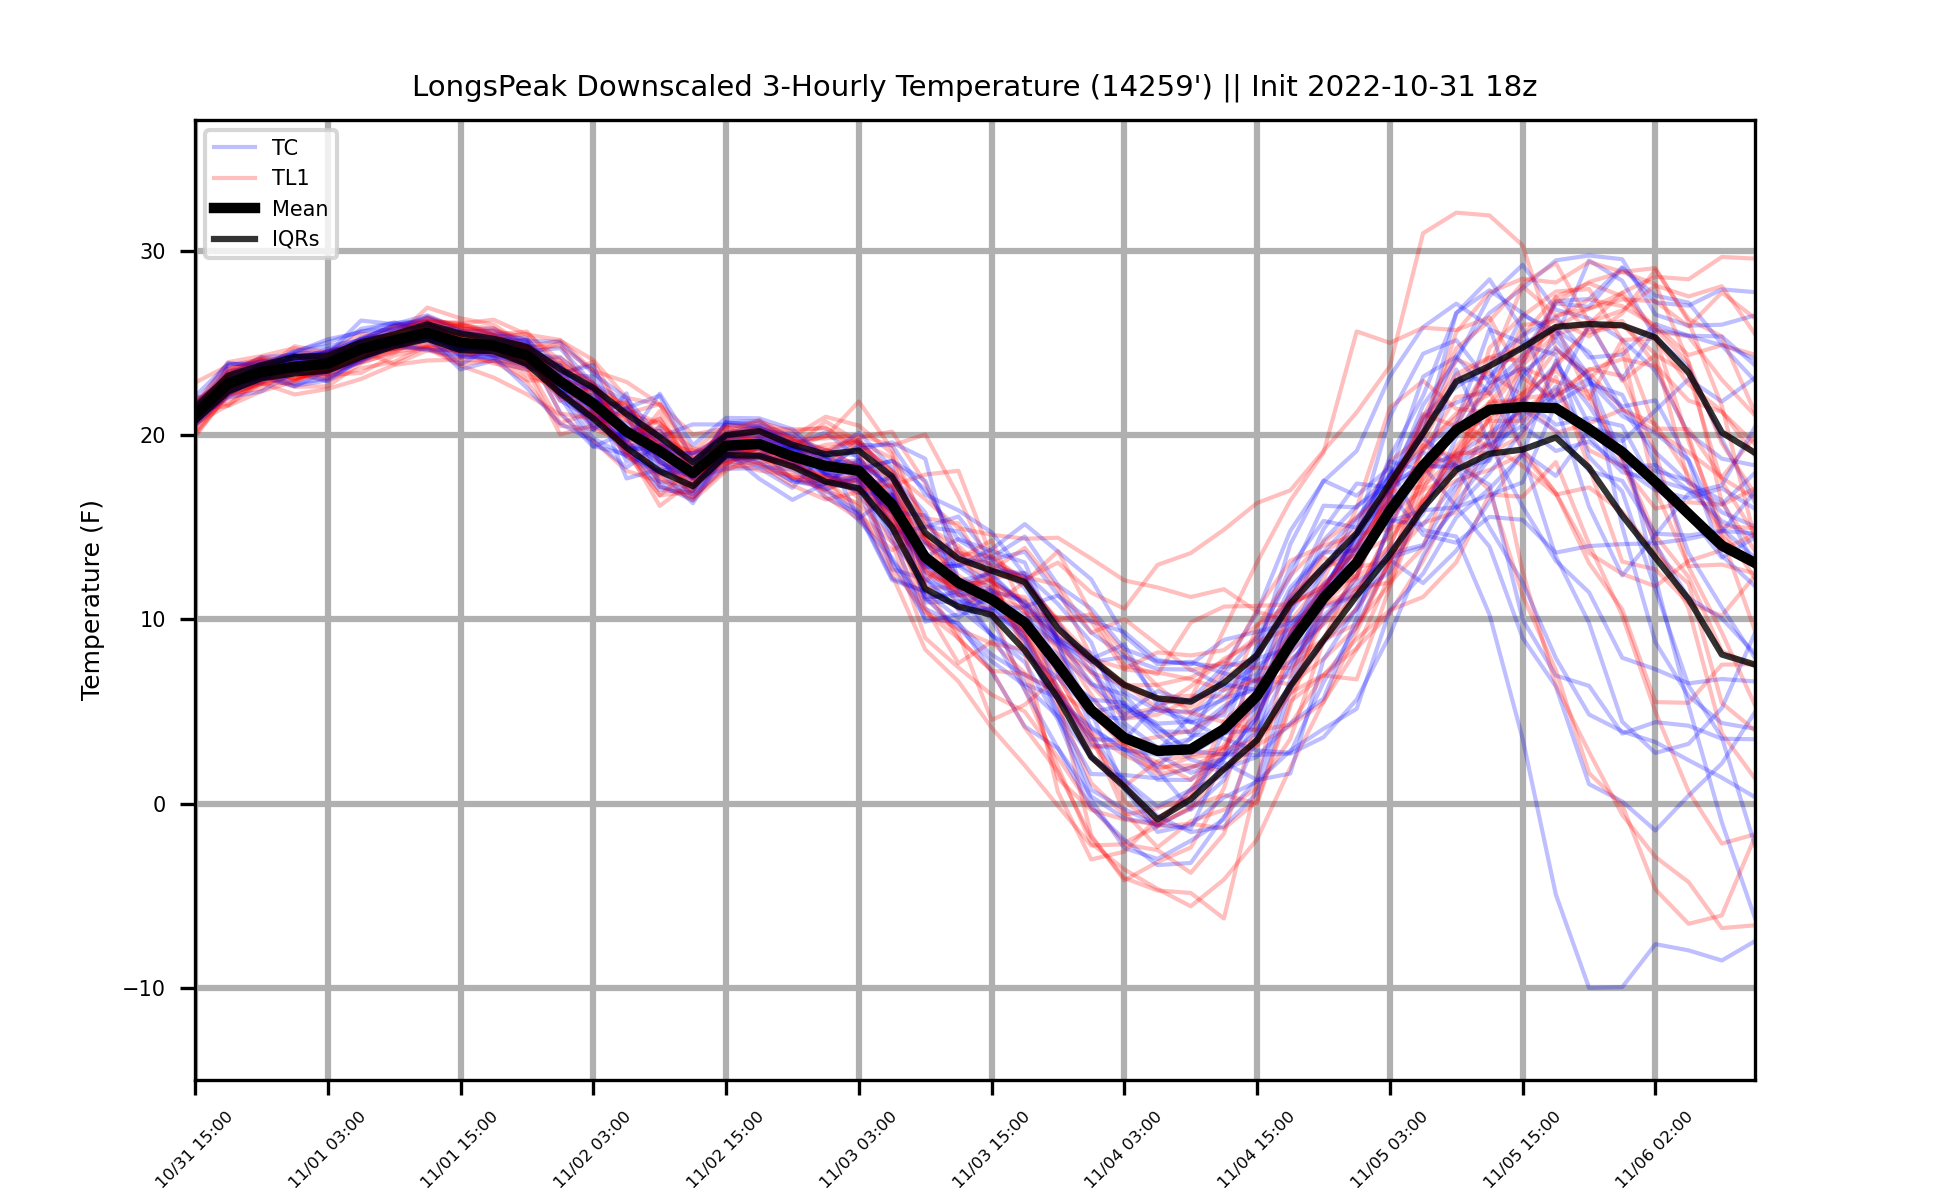 LongsPeak Downscaled 3-Hourly Temperature (14259') || Init 2022-10-31 18z
TC
TL1
Mean
IQRs
Temperature (F)
30
20
10
0
−10
10/31 15:00
11/01 03:00
11/01 15:00
11/02 03:00
11/02 15:00
11/03 03:00
11/03 15:00
11/04 03:00
11/04 15:00
11/05 03:00
11/05 15:00
11/06 02:00